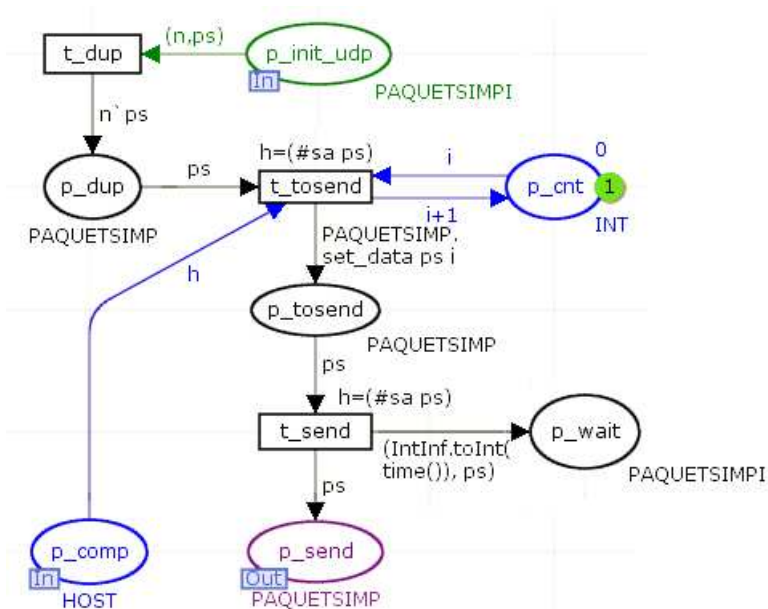 (n,ps)
t_dup
p_init_udp
In
PAQUETSIMPI
n`ps
h=(#sa ps)
i
0
ps
p_dup
t_tosend
p_cnt
1
i+1
INT
PAQUETSIMP
PAQUETSIMP.
set_data ps i
h
p_tosend
PAQUETSIMP
ps
h=(#sa ps)
t_send
p_wait
(IntInf.toInt(
time()), ps)
PAQUETSIMPI
ps
p_comp
p_send
In
Out
HOST
PAQUETSIMP